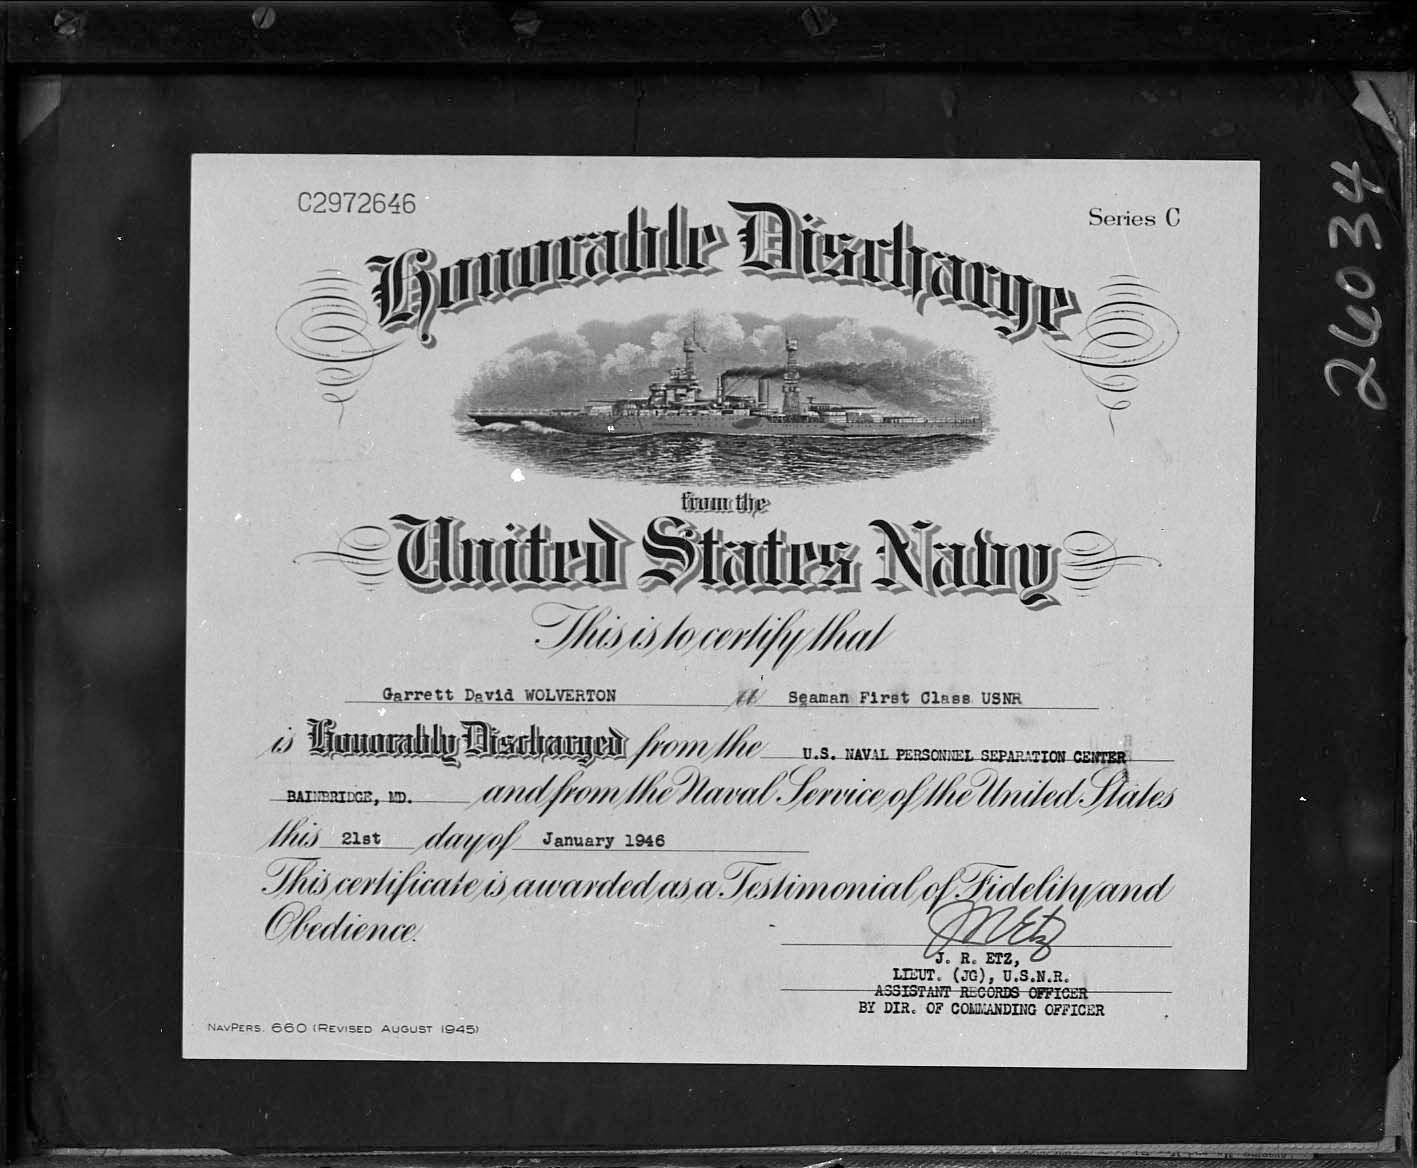 C2972646
Series C
Honorable Discharge
from the
United States Navy
This is to certify that
Garrett David WOLVERTON a Seaman First Class USNR
is Honorably Discharged from the U.S. NAVAL PERSONNEL SEPARATION CENTER
BAINBRIDGE, MD. and from the Naval Service of the United States
this 21st day of January 1946
This certificate is awarded as a Testimonial of Fidelity and
Obedience.
J R Etz
J. R. ETZ,
LIEUT. (JG), U.S.N.R.
ASSISTANT RECORDS OFFICER
BY DIR. OF COMMANDING OFFICER
NAVPERS. 660 (REVISED AUGUST 1945)
26034